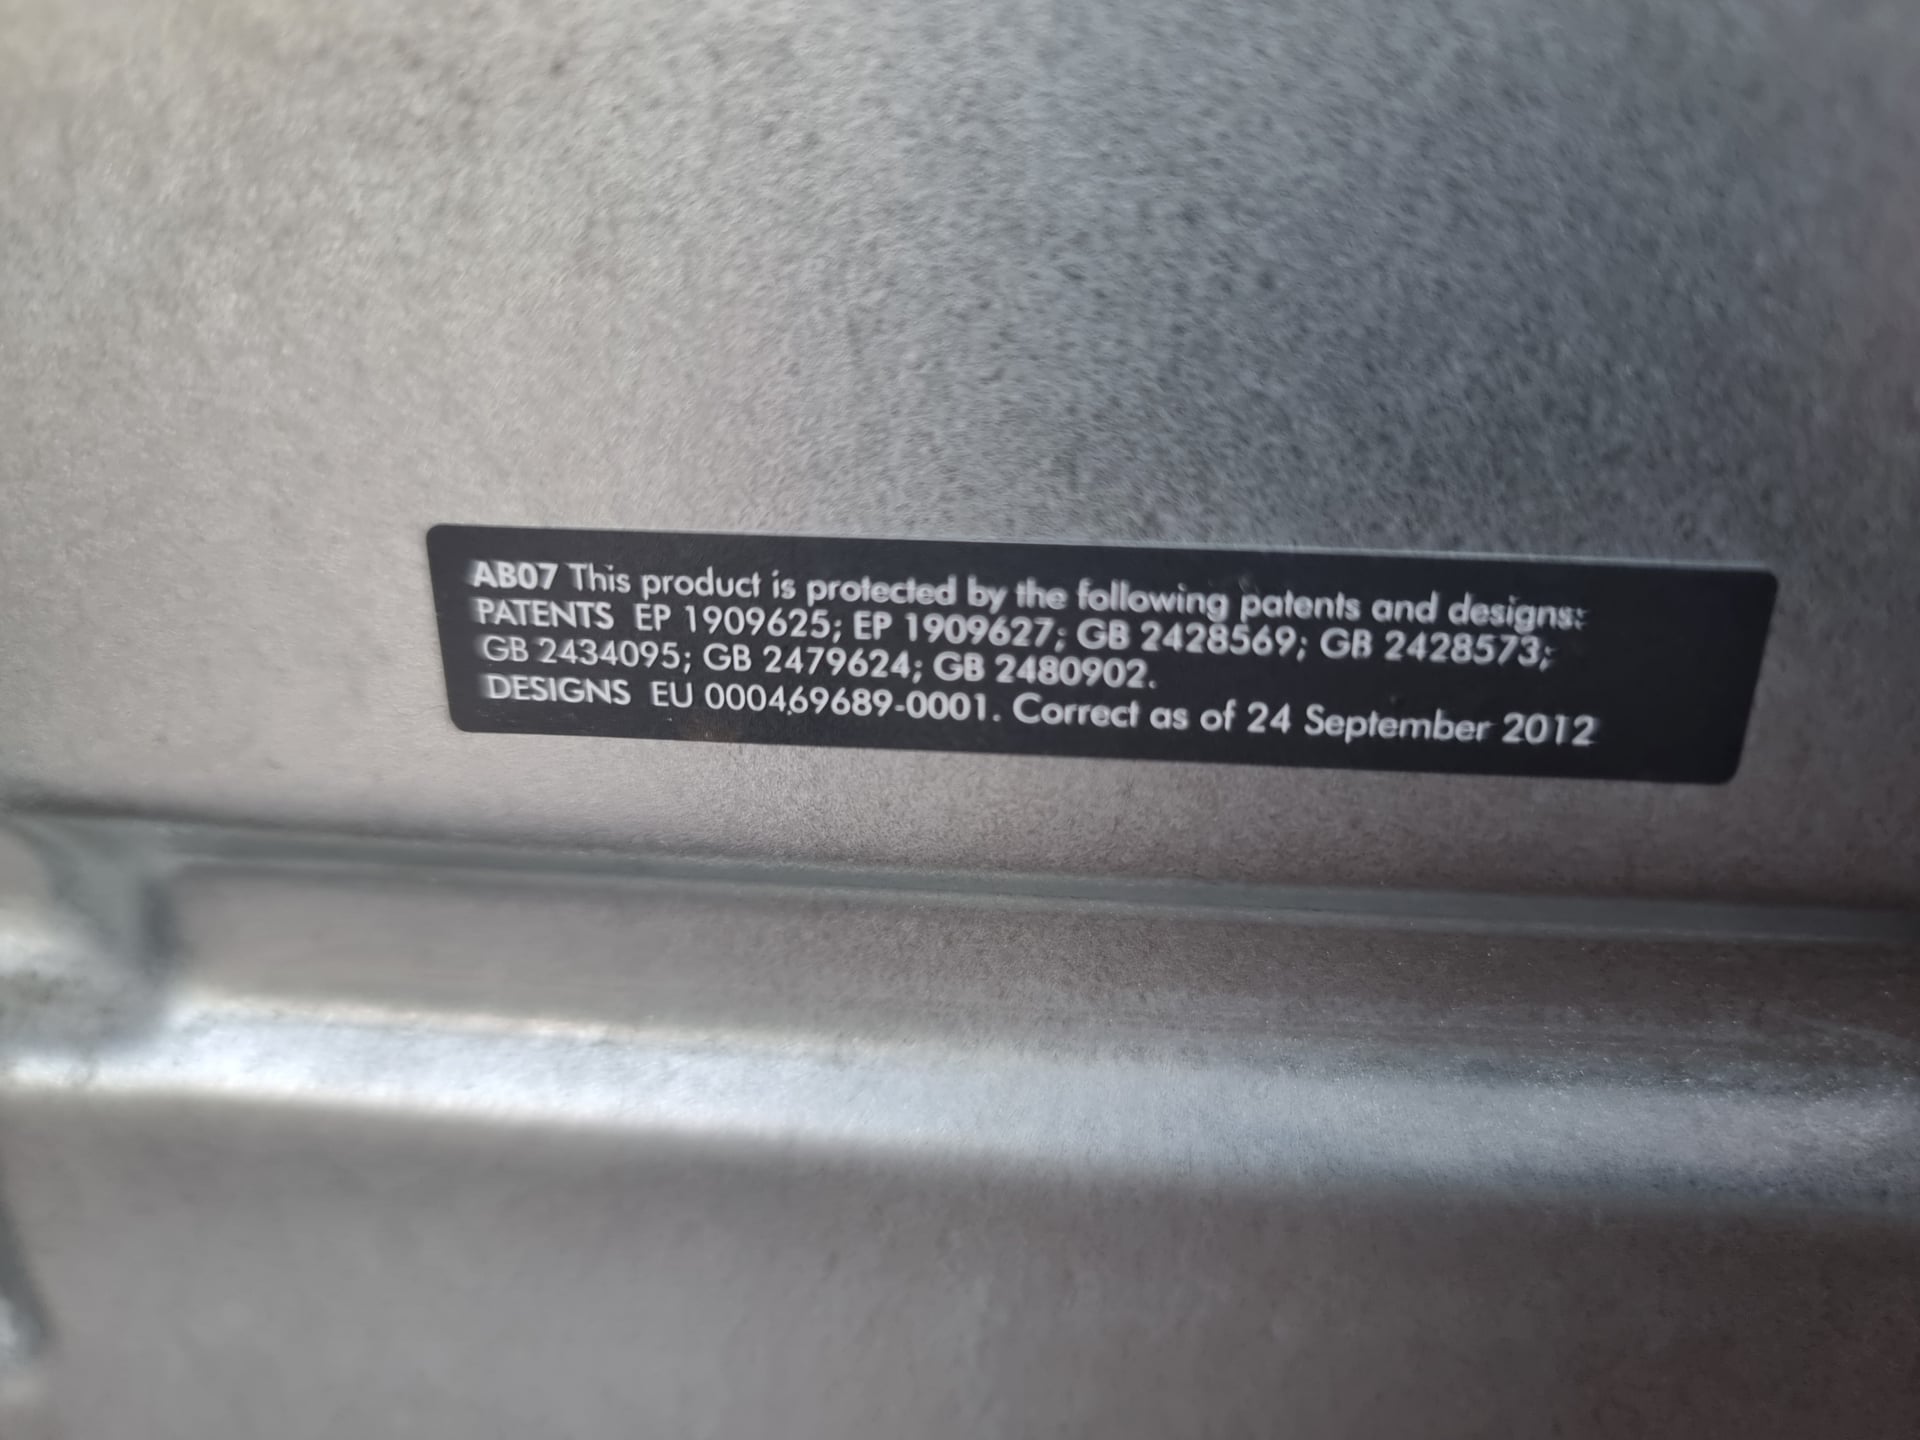 AB07 This product is protected by the following patents and designs:
PATENTS EP 1909625; EP 1909627; GB 2428569; GB 2428573;
GB 2434095; GB 2479624; GB 2480902.
DESIGNS EU 000469689-0001. Correct as of 24 September 2012